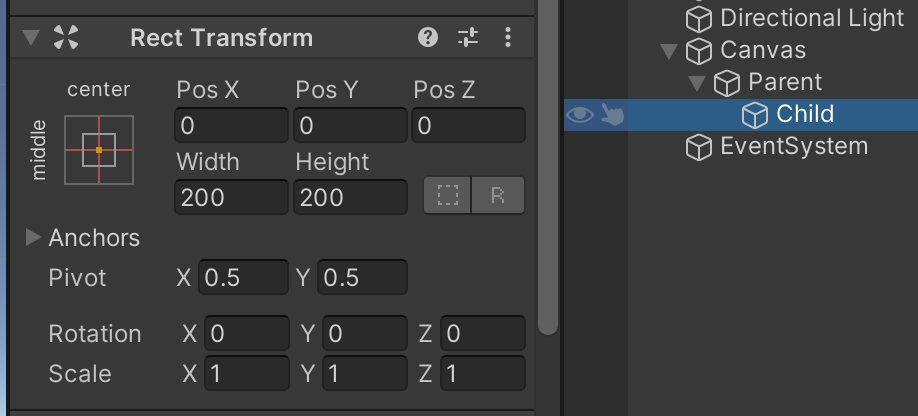 Rect Transform
center
middle
Pos X Pos Y Pos Z
0 0 0
Width Height
200 200 R
Anchors
Pivot X 0.5 Y 0.5
Rotation X 0 Y 0 Z 0
Scale X 1 Y 1 Z 1
Directional Light
Canvas
Parent
Child
EventSystem